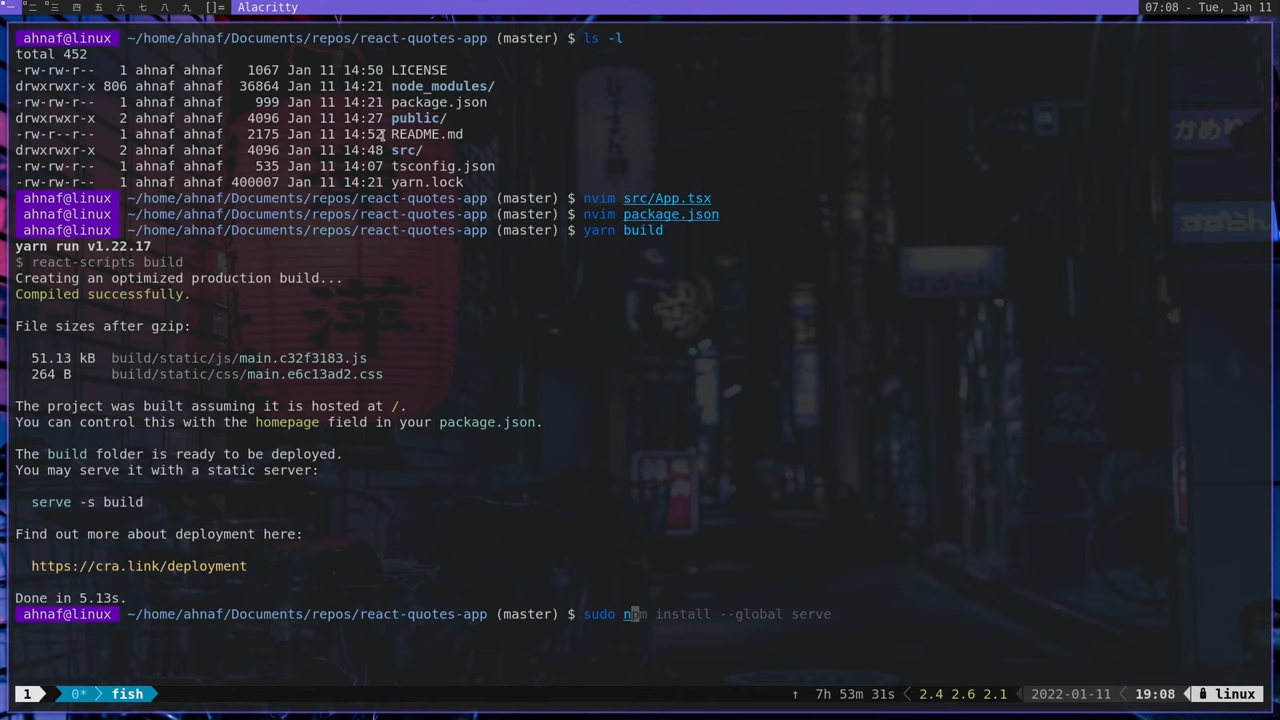 一 二 三 四 五 六 七 八 九 []= Alacritty 07:08 - Tue, Jan 11
ahnaf@linux ~/home/ahnaf/Documents/repos/react-quotes-app (master) $ ls -l
total 452
-rw-rw-r-- 1 ahnaf ahnaf 1067 Jan 11 14:50 LICENSE
drwxrwxr-x 806 ahnaf ahnaf 36864 Jan 11 14:21 node_modules/
-rw-rw-r-- 1 ahnaf ahnaf 999 Jan 11 14:21 package.json
drwxrwxr-x 2 ahnaf ahnaf 4096 Jan 11 14:27 public/
-rw-r--r-- 1 ahnaf ahnaf 2175 Jan 11 14:52 README.md
drwxrwxr-x 2 ahnaf ahnaf 4096 Jan 11 14:48 src/
-rw-rw-r-- 1 ahnaf ahnaf 535 Jan 11 14:07 tsconfig.json
-rw-rw-r-- 1 ahnaf ahnaf 400007 Jan 11 14:21 yarn.lock
ahnaf@linux ~/home/ahnaf/Documents/repos/react-quotes-app (master) $ nvim src/App.tsx
ahnaf@linux ~/home/ahnaf/Documents/repos/react-quotes-app (master) $ nvim package.json
ahnaf@linux ~/home/ahnaf/Documents/repos/react-quotes-app (master) $ yarn build
yarn run v1.22.17
$ react-scripts build
Creating an optimized production build...
Compiled successfully.
File sizes after gzip:
51.13 kB build/static/js/main.c32f3183.js
264 B build/static/css/main.e6c13ad2.css
The project was built assuming it is hosted at /.
You can control this with the homepage field in your package.json.
The build folder is ready to be deployed.
You may serve it with a static server:
serve -s build
Find out more about deployment here:
https://cra.link/deployment
Done in 5.13s.
ahnaf@linux ~/home/ahnaf/Documents/repos/react-quotes-app (master) $ sudo npm install --global serve
1 0* fish ↑ 7h 53m 31s 2.4 2.6 2.1 2022-01-11 19:08 linux